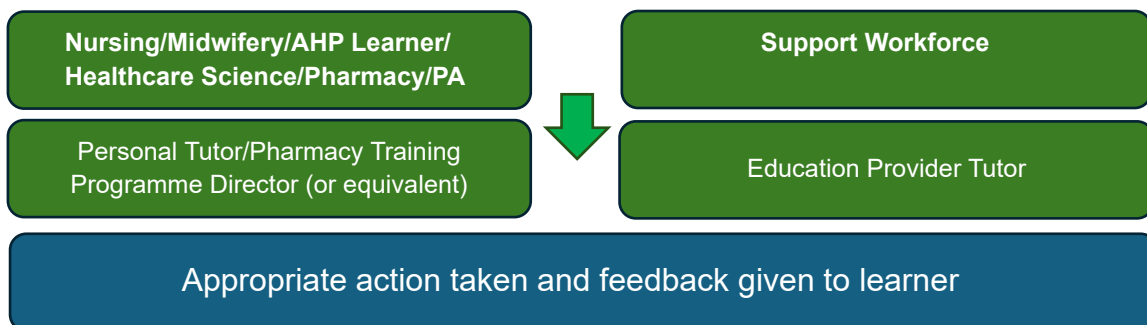 Nursing/Midwifery/AHP Learner/
Healthcare Science/Pharmacy/PA
Support Workforce
Personal Tutor/Pharmacy Training
Programme Director (or equivalent)
Education Provider Tutor
Appropriate action taken and feedback given to learner